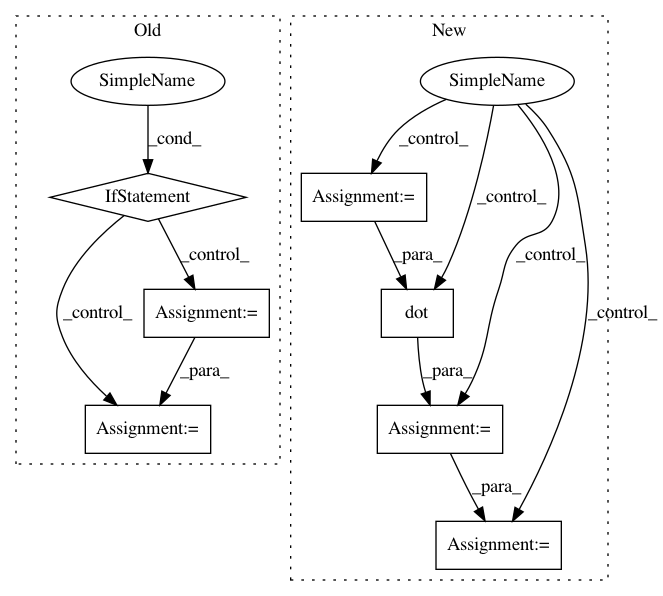 Old
New
SimpleName
SimpleName
_cond_
_control_
IfStatement
Assignment:=
_control_
_control_
_para_
_control_
_control_
_control_
Assignment:=
dot
_para_
_para_
Assignment:=
Assignment:=
_para_
Assignment:=